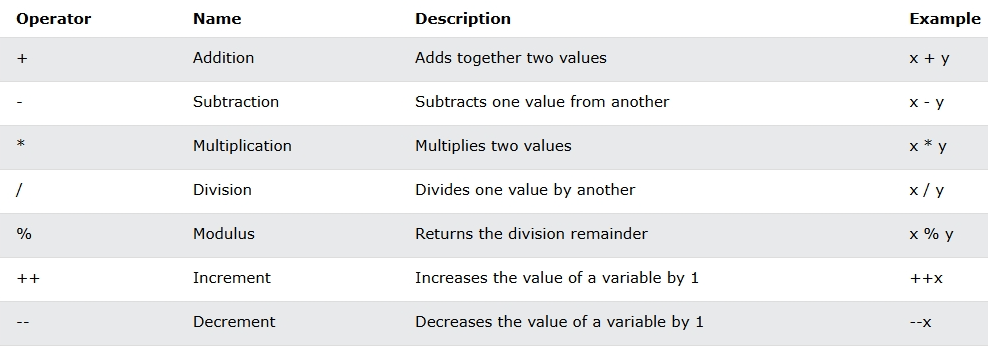 Operator Name Description Example
+ Addition Adds together two values x + y
- Subtraction Subtracts one value from another x - y
* Multiplication Multiplies two values x * y
/ Division Divides one value by another x / y
% Modulus Returns the division remainder x % y
++ Increment Increases the value of a variable by 1 ++x
-- Decrement Decreases the value of a variable by 1 --x